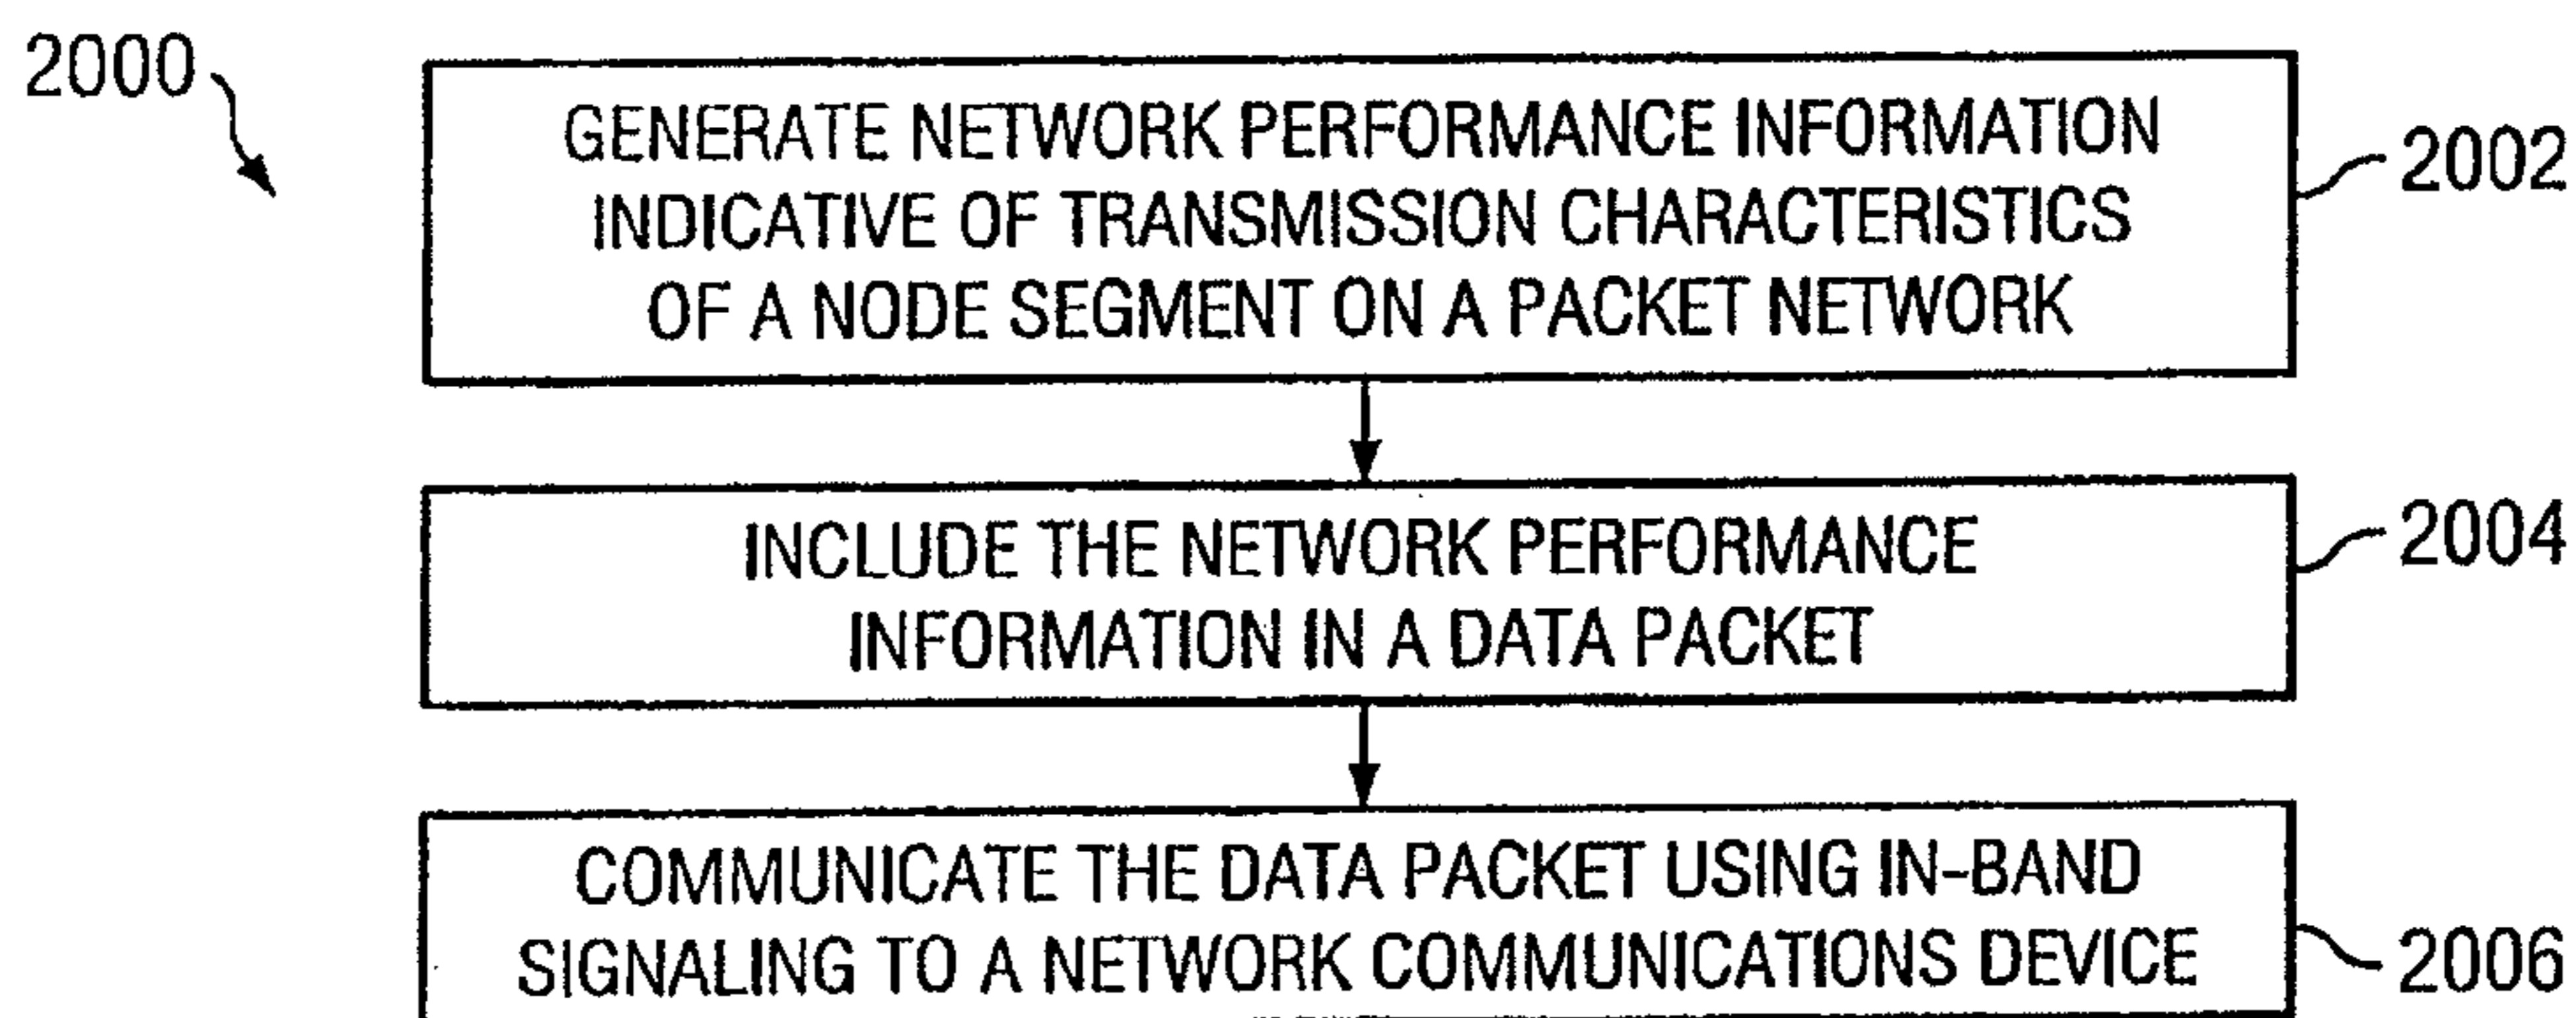 2000
GENERATE NETWORK PERFORMANCE INFORMATION
INDICATIVE OF TRANSMISSION CHARACTERISTICS
OF A NODE SEGMENT ON A PACKET NETWORK
2002
INCLUDE THE NETWORK PERFORMANCE
INFORMATION IN A DATA PACKET
2004
COMMUNICATE THE DATA PACKET USING IN-BAND
SIGNALING TO A NETWORK COMMUNICATIONS DEVICE
2006